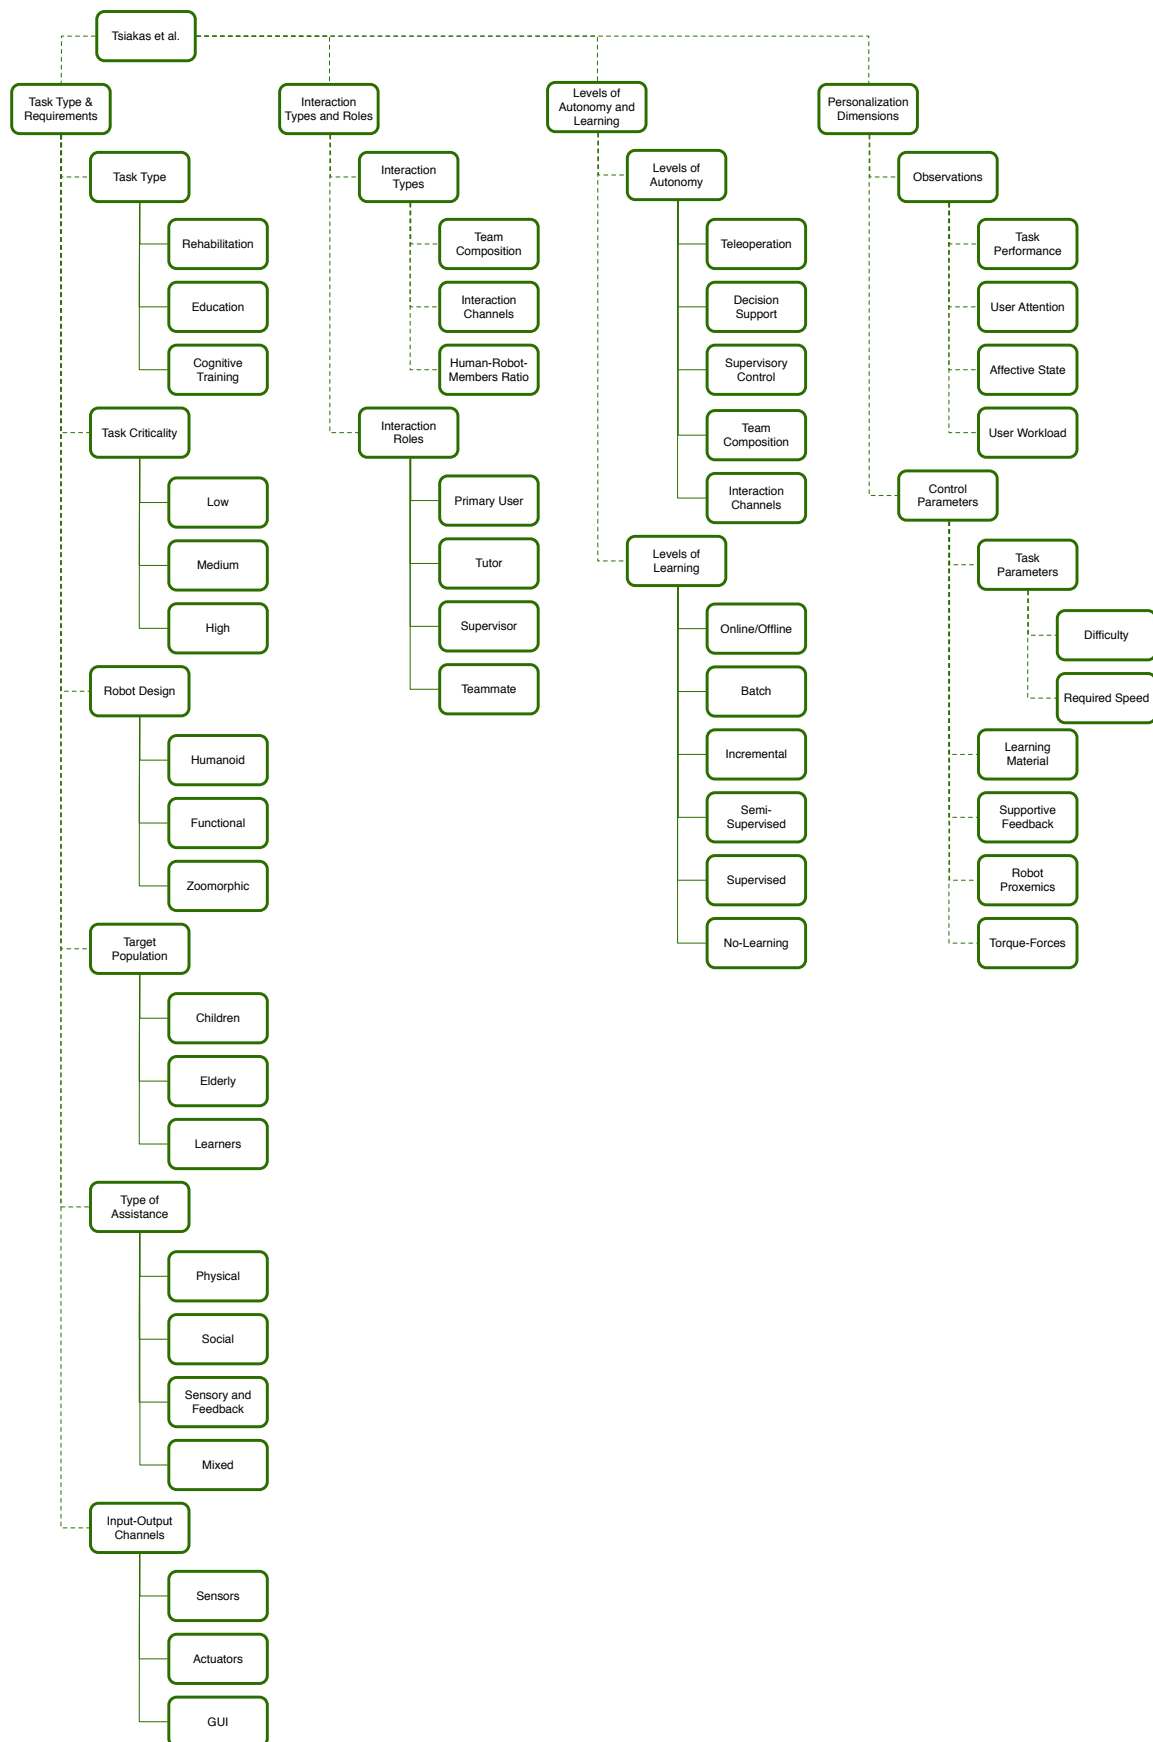 Tsiakas et al.
Task Type &
Requirements
Task Type
Rehabilitation
Education
Cognitive
Training
Task Criticality
Low
Medium
High
Robot Design
Humanoid
Functional
Zoomorphic
Target
Population
Children
Elderly
Learners
Type of
Assistance
Physical
Social
Sensory and
Feedback
Mixed
Input-Output
Channels
Sensors
Actuators
GUI
Interaction
Types and Roles
Interaction
Types
Team
Composition
Interaction
Channels
Human-Robot-
Members Ratio
Interaction
Roles
Primary User
Tutor
Supervisor
Teammate
Levels of
Autonomy and
Learning
Levels of
Autonomy
Teleoperation
Decision
Support
Supervisory
Control
Team
Composition
Interaction
Channels
Levels of
Learning
Online/Offline
Batch
Incremental
Semi-
Supervised
Supervised
No-Learning
Personalization
Dimensions
Observations
Task
Performance
User Attention
Affective State
User Workload
Control
Parameters
Task
Parameters
Difficulty
Required Speed
Learning
Material
Supportive
Feedback
Robot
Proxemics
Torque-Forces